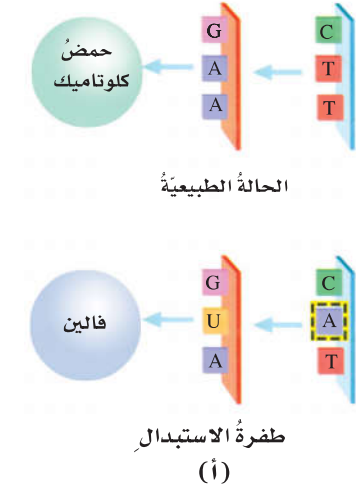 حمضُ
كلوتاميك
G C
A T
A T
الحالةُ الطبيعيّةُ
G C
فالين U A
A T
طفرةُ الاستبدالِ
(أ)